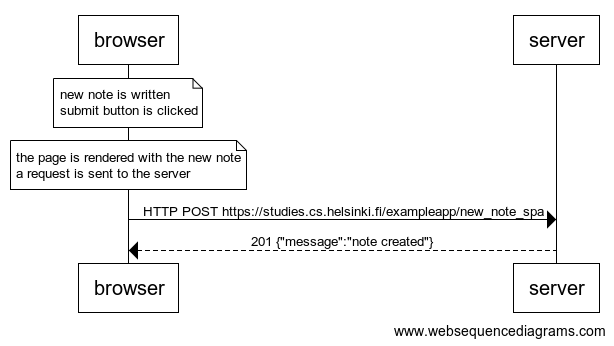 browser
server
new note is written
submit button is clicked
the page is rendered with the new note
a request is sent to the server
HTTP POST https://studies.cs.helsinki.fi/exampleapp/new_note_spa
201 {"message":"note created"}
browser
server
www.websequencediagrams.com